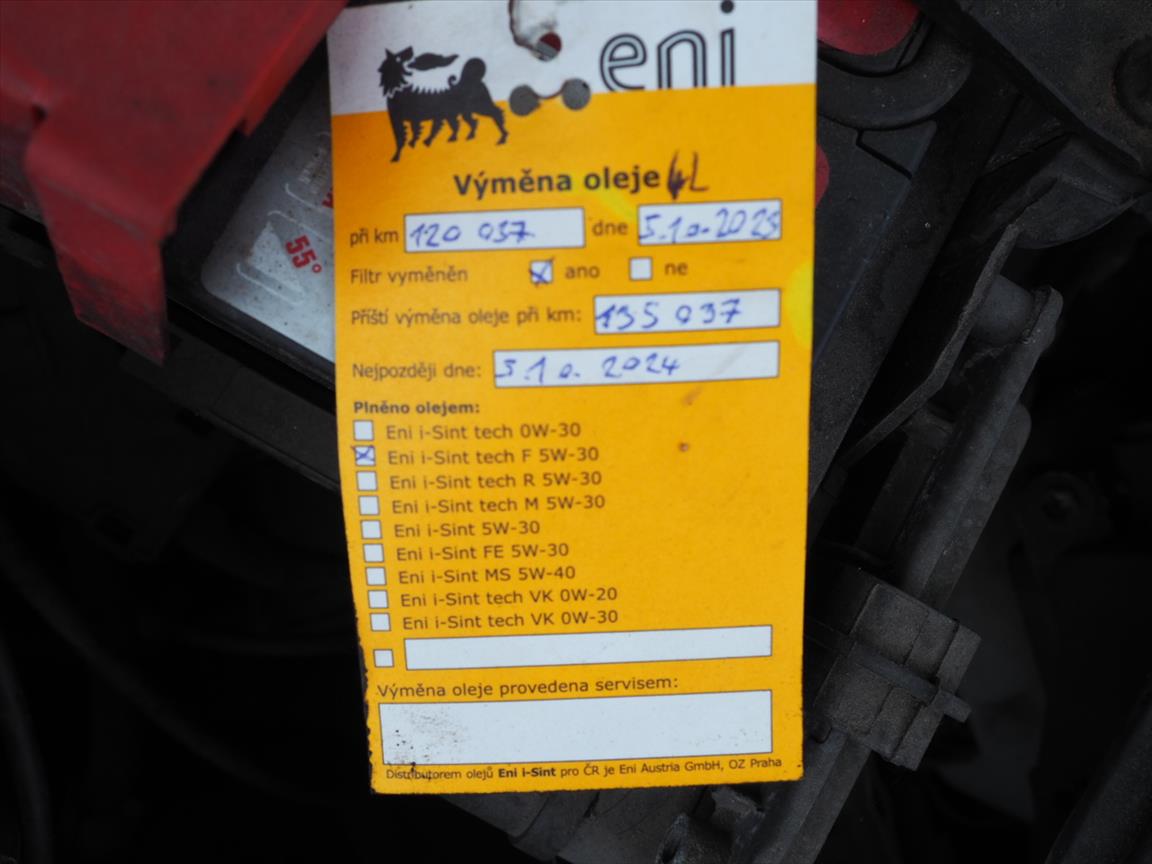 eni
Výměna oleje 4L
při km 120 037 dne 5.10.2023
Filtr vyměněn ano ne
Příští výměna oleje při km: 135 037
Nejpozději dne: 5.10. 2024
Plněno olejem:
Eni i-Sint tech 0W-30
Eni i-Sint tech F 5W-30
Eni i-Sint tech R 5W-30
Eni i-Sint tech M 5W-30
Eni i-Sint 5W-30
Eni i-Sint FE 5W-30
Eni i-Sint MS 5W-40
Eni i-Sint tech VK 0W-20
Eni i-Sint tech VK 0W-30
Výměna oleje provedena servisem:
Distributorem olejů Eni i-Sint pro ČR je Eni Austria GmbH, OZ Praha
55°